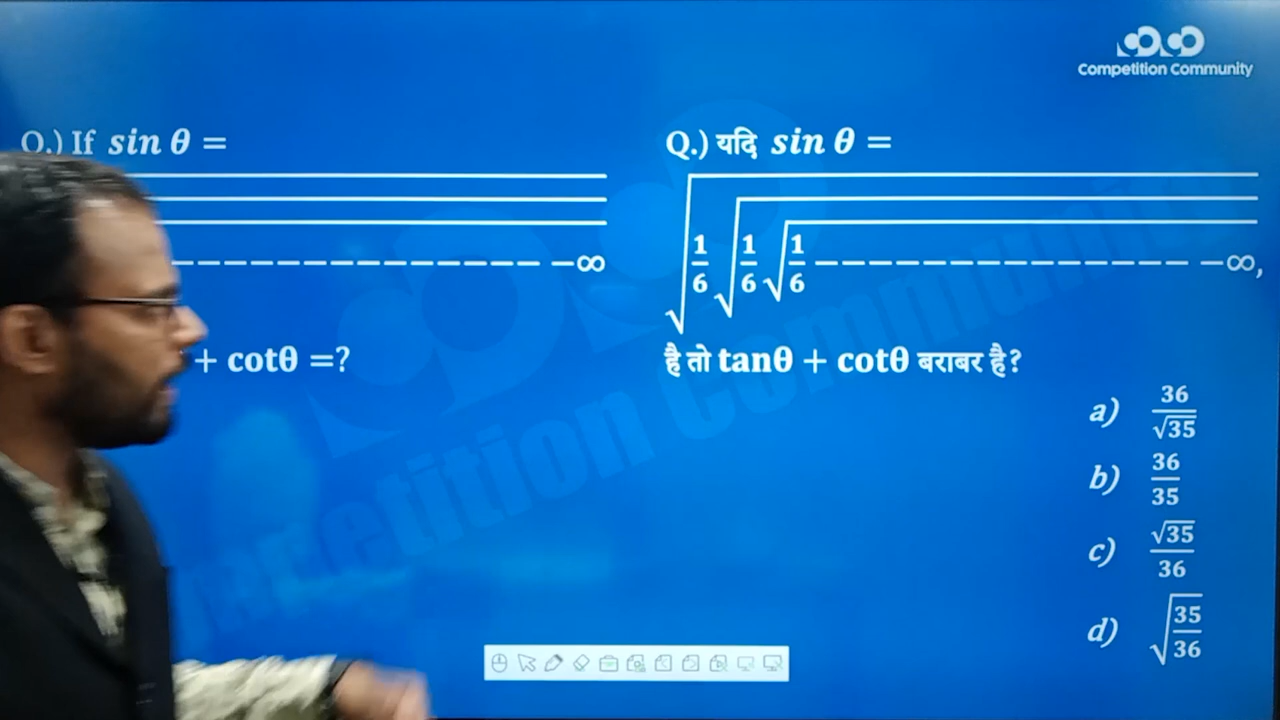 Competition Community
Q.) If sin θ =
– – – – – – – – – – – – – – –∞
+ cotθ =?
Q.) यदि sin θ =
√(1/6 √(1/6 √(1/6 – – – – – – – – – – – – – – –∞,
है तो tanθ + cotθ बराबर है?
a) 36/√35
b) 36/35
c) √35/36
d) √(35/36)